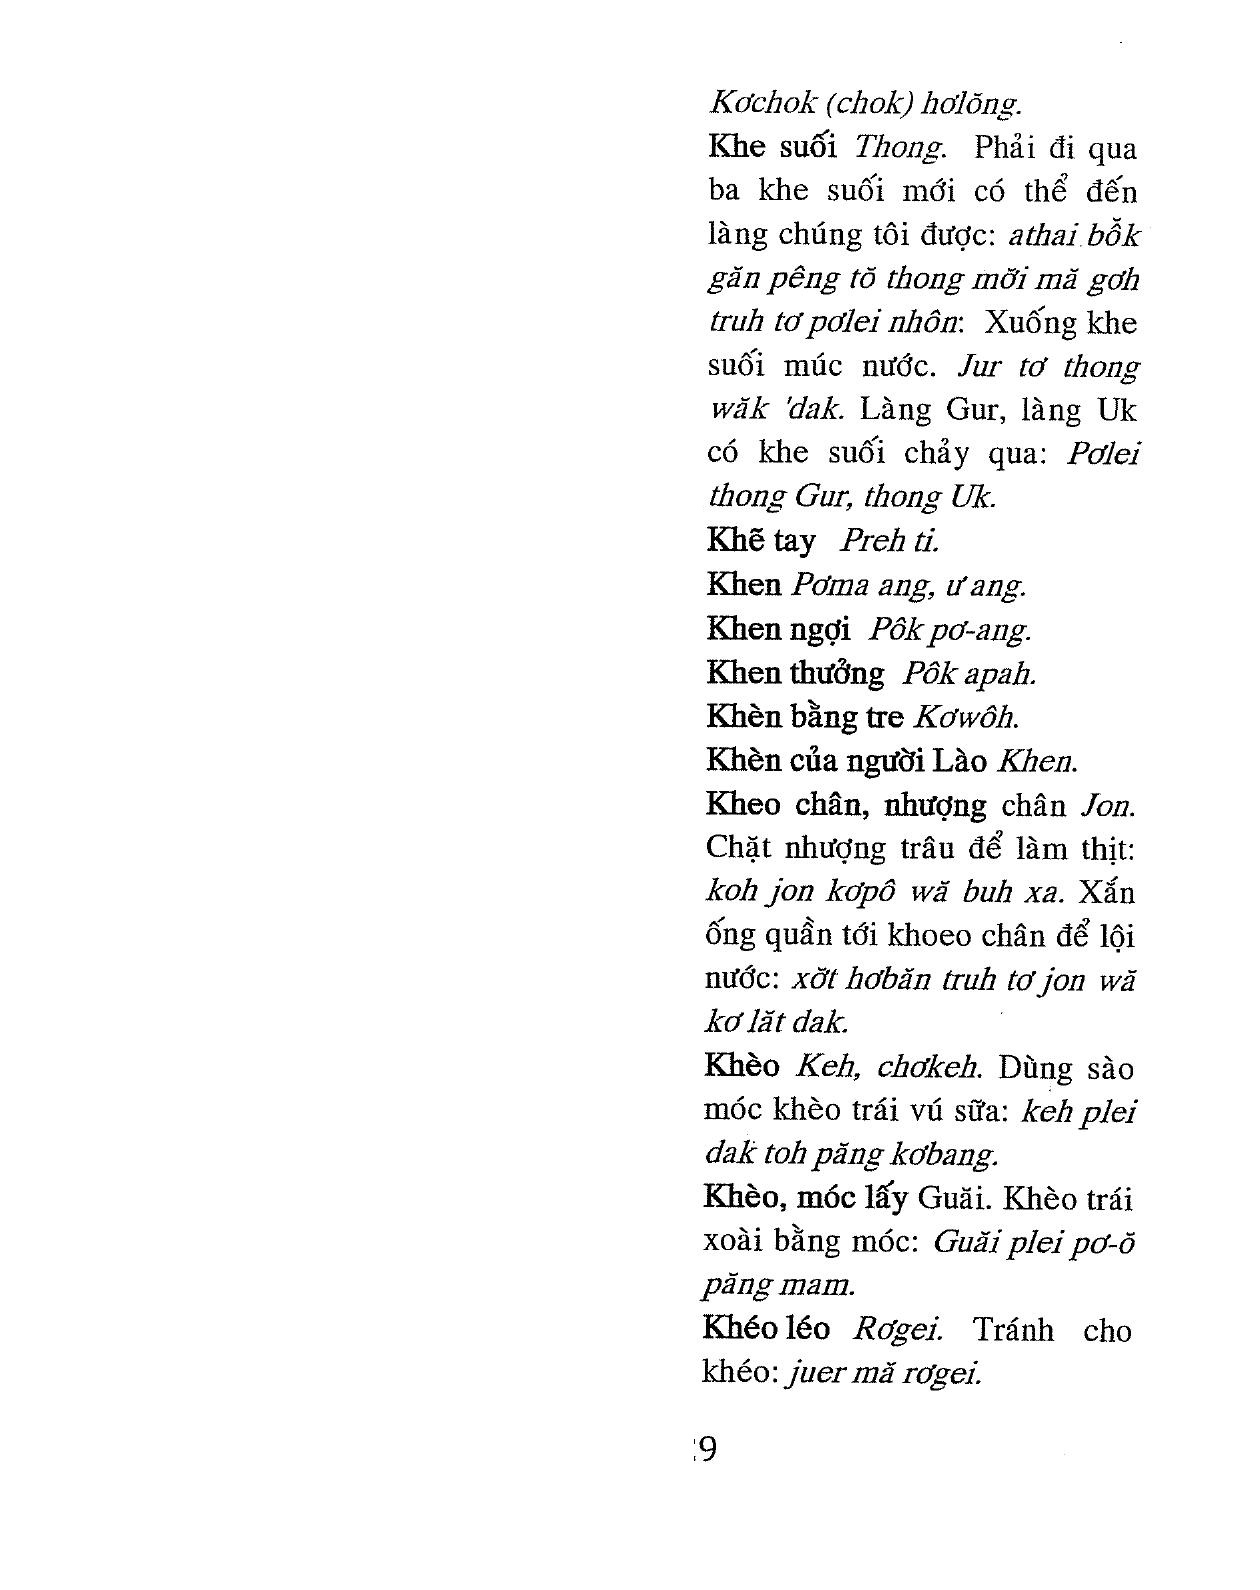 Kơchok (chok) hơlŏng.
Khe suối Thong. Phải đi qua
ba khe suối mới có thể đến
làng chúng tôi được: athai bô̆k
găn pêng tŏ thong mơ̆i mă gơh
truh tơ pơlei nhôn: Xuống khe
suối múc nước. Jur tơ thong
wăk 'dak. Làng Gur, làng Uk
có khe suối chảy qua: Pơlei
thong Gur, thong Uk.
Khẽ tay Preh ti.
Khen Pơma ang, ư ang.
Khen ngợi Pôk pơ-ang.
Khen thưởng Pôk apah.
Khèn bằng tre Kơwôh.
Khèn của người Lào Khen.
Kheo chân, nhượng chân Jon.
Chặt nhượng trâu để làm thịt:
koh jon kơpô wă buh xa. Xắn
ống quần tới khoeo chân để lội
nước: xơ̆t hơbăn truh tơ jon wă
kơ lăt dak.
Khèo Keh, chơkeh. Dùng sào
móc khèo trái vú sữa: keh plei
dak toh păng kơbang.
Khèo, móc lấy Guăi. Khèo trái
xoài bằng móc: Guăi plei pơ-ŏ
păng mam.
Khéo léo Rơgei. Tránh cho
khéo: juer mă rơgei.
9